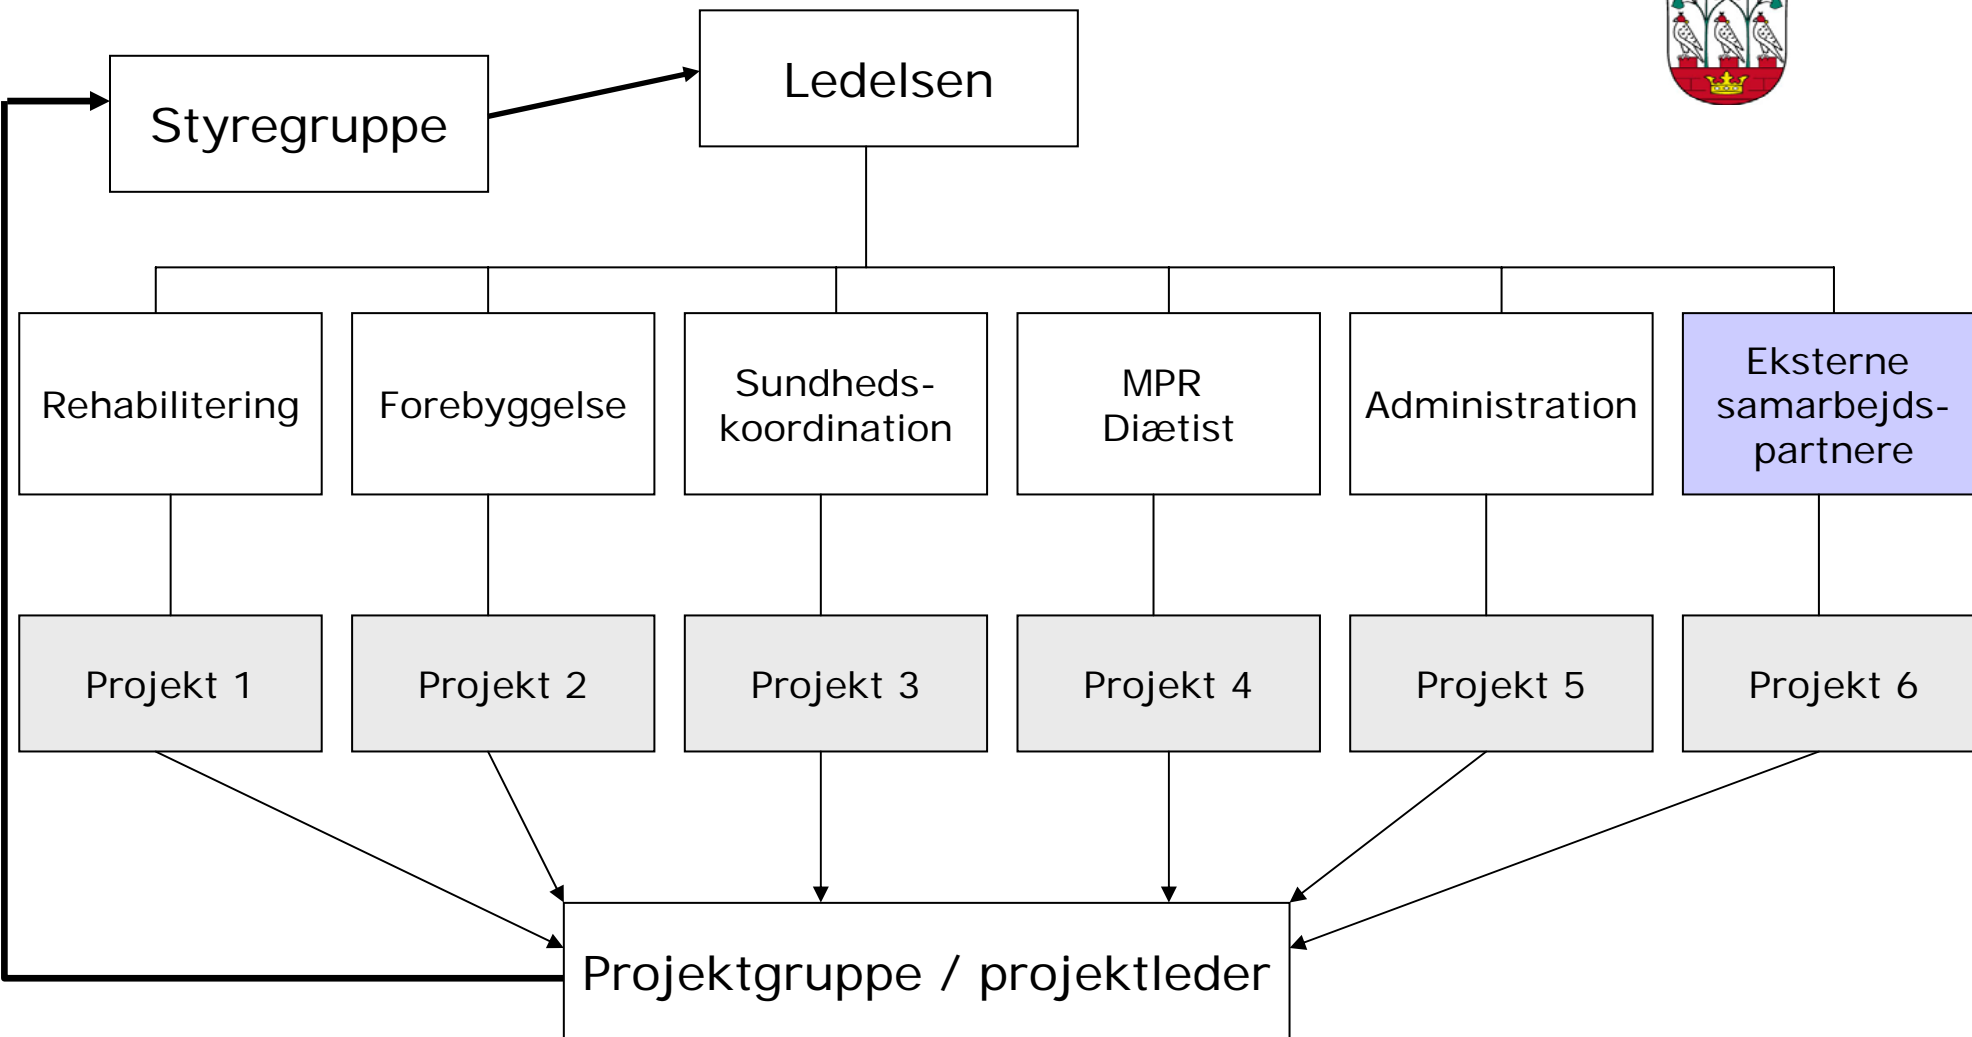 Ledelsen
Styregruppe
Rehabilitering
Forebyggelse
Sundheds-
koordination
MPR
Diætist
Administration
Eksterne
samarbejds-
partnere
Projekt 1
Projekt 2
Projekt 3
Projekt 4
Projekt 5
Projekt 6
Projektgruppe / projektleder